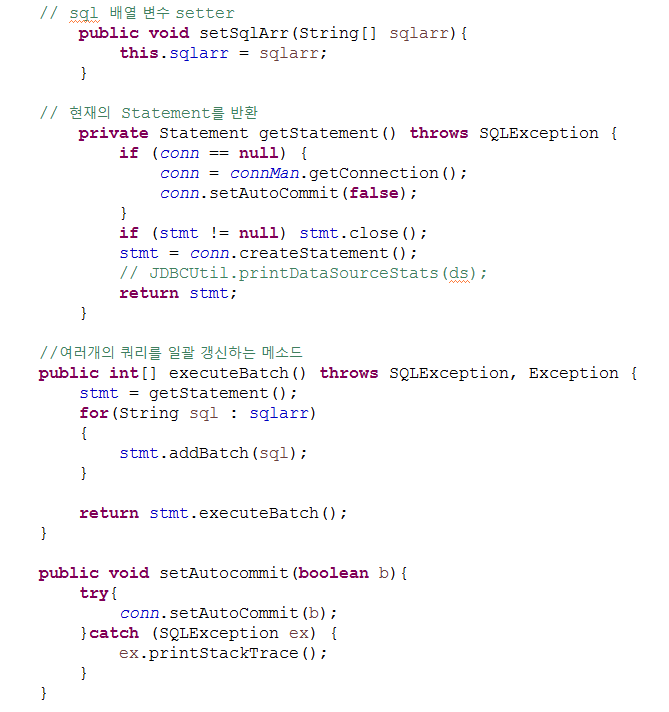 // sql 배열 변수 setter
    public void setSqlArr(String[] sqlarr){
        this.sqlarr = sqlarr;
    }
// 현재의 Statement를 반환
    private Statement getStatement() throws SQLException {
        if (conn == null) {
            conn = connMan.getConnection();
            conn.setAutoCommit(false);
        }
        if (stmt != null) stmt.close();
        stmt = conn.createStatement();
        // JDBCUtil.printDataSourceStats(ds);
        return stmt;
    }
//여러개의 쿼리를 일괄 갱신하는 메소드
public int[] executeBatch() throws SQLException, Exception {
    stmt = getStatement();
    for(String sql : sqlarr)
    {
        stmt.addBatch(sql);
    }
    return stmt.executeBatch();
}
public void setAutocommit(boolean b){
    try{
        conn.setAutoCommit(b);
    }catch (SQLException ex) {
        ex.printStackTrace();
    }
}